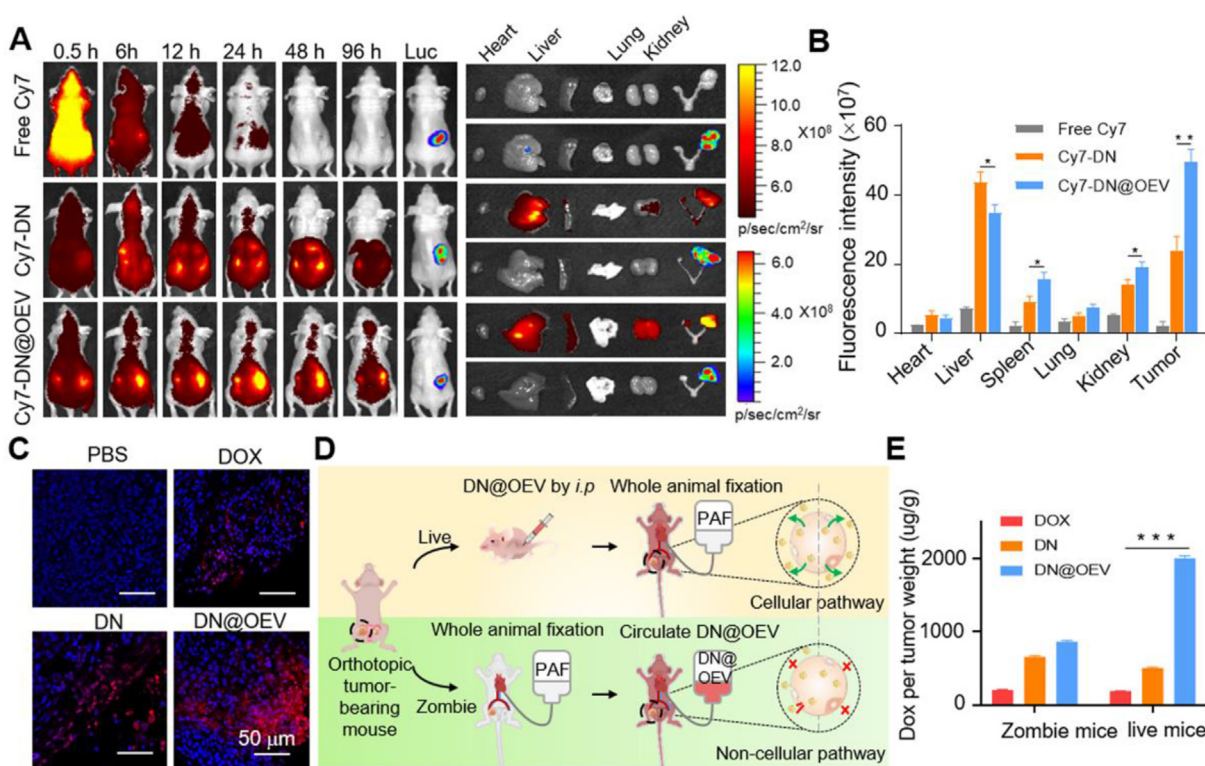 A
0.5 h 6h 12 h 24 h 48 h 96 h Luc
Heart Liver Lung Kidney
Free Cy7
Cy7-DN
Cy7-DN@OEV
12.0
10.0
X10⁸
8.0
6.0
p/sec/cm²/sr
6.0
X10⁸
4.0
2.0
p/sec/cm²/sr
B
Fluorescence intensity (×10⁷)
60
40
20
0
Free Cy7
Cy7-DN
Cy7-DN@OEV
*
*
*
**
Heart Liver Spleen Lung Kidney Tumor
C
PBS DOX
DN DN@OEV
50 μm
D
DN@OEV by i.p Whole animal fixation
Live
PAF
Cellular pathway
Orthotopic
tumor-
bearing
mouse
Whole animal fixation Circulate DN@OEV
Zombie
PAF
DN@
OEV
Non-cellular pathway
E
Dox per tumor weight (ug/g)
2000
1000
0
DOX
DN
DN@OEV
***
Zombie mice live mice